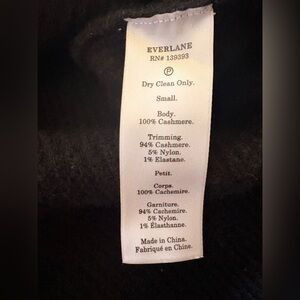 EVERLANE
RN# 139393
P
Dry Clean Only.
Small.
Body.
100% Cashmere.
Trimming.
94% Cashmere.
5% Nylon.
1% Elastane.
Petit.
Corps.
100% Cachemire.
Garniture.
94% Cachemire.
5% Nylon.
1% Élasthanne.
Made in China.
Fabriqué en Chine.